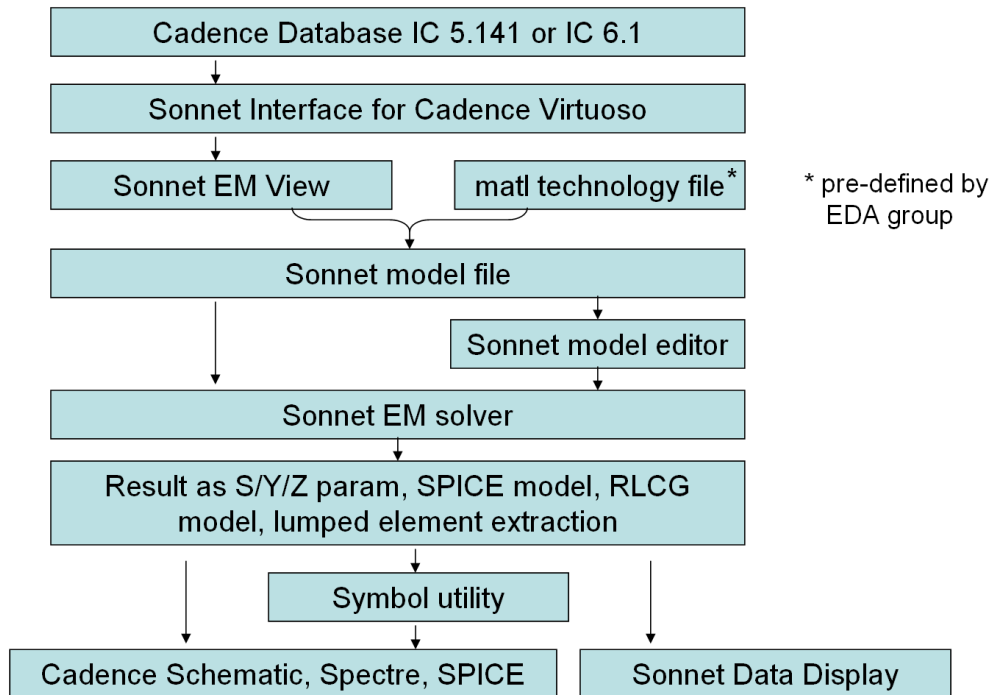 Cadence Database IC 5.141 or IC 6.1
Sonnet Interface for Cadence Virtuoso
Sonnet EM View
matl technology file*
* pre-defined by
EDA group
Sonnet model file
Sonnet model editor
Sonnet EM solver
Result as S/Y/Z param, SPICE model, RLCG
model, lumped element extraction
Symbol utility
Cadence Schematic, Spectre, SPICE
Sonnet Data Display